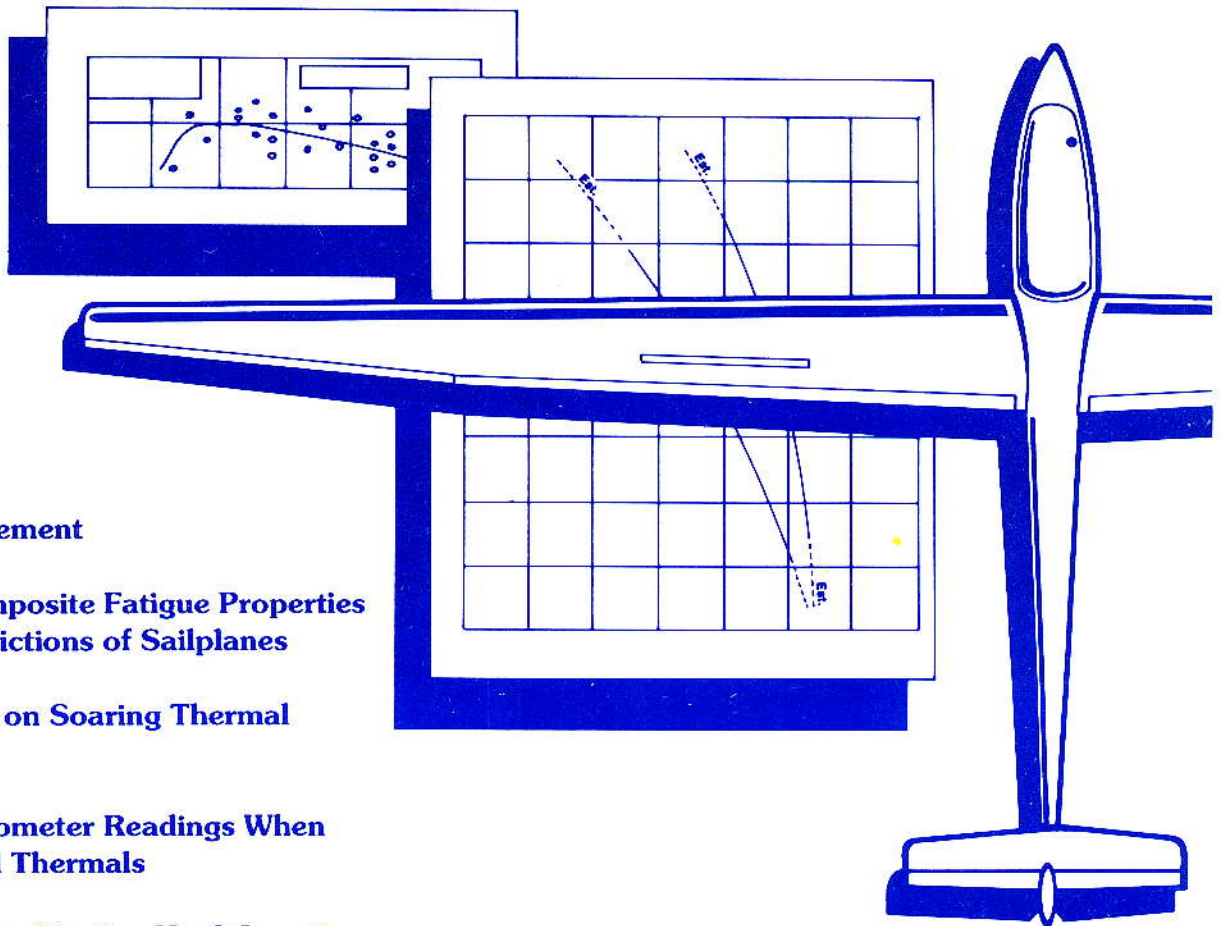 Est.
Est.
ement
nposite Fatigue Properties
ictions of Sailplanes
Est.
on Soaring Thermal
ometer Readings When
Thermals